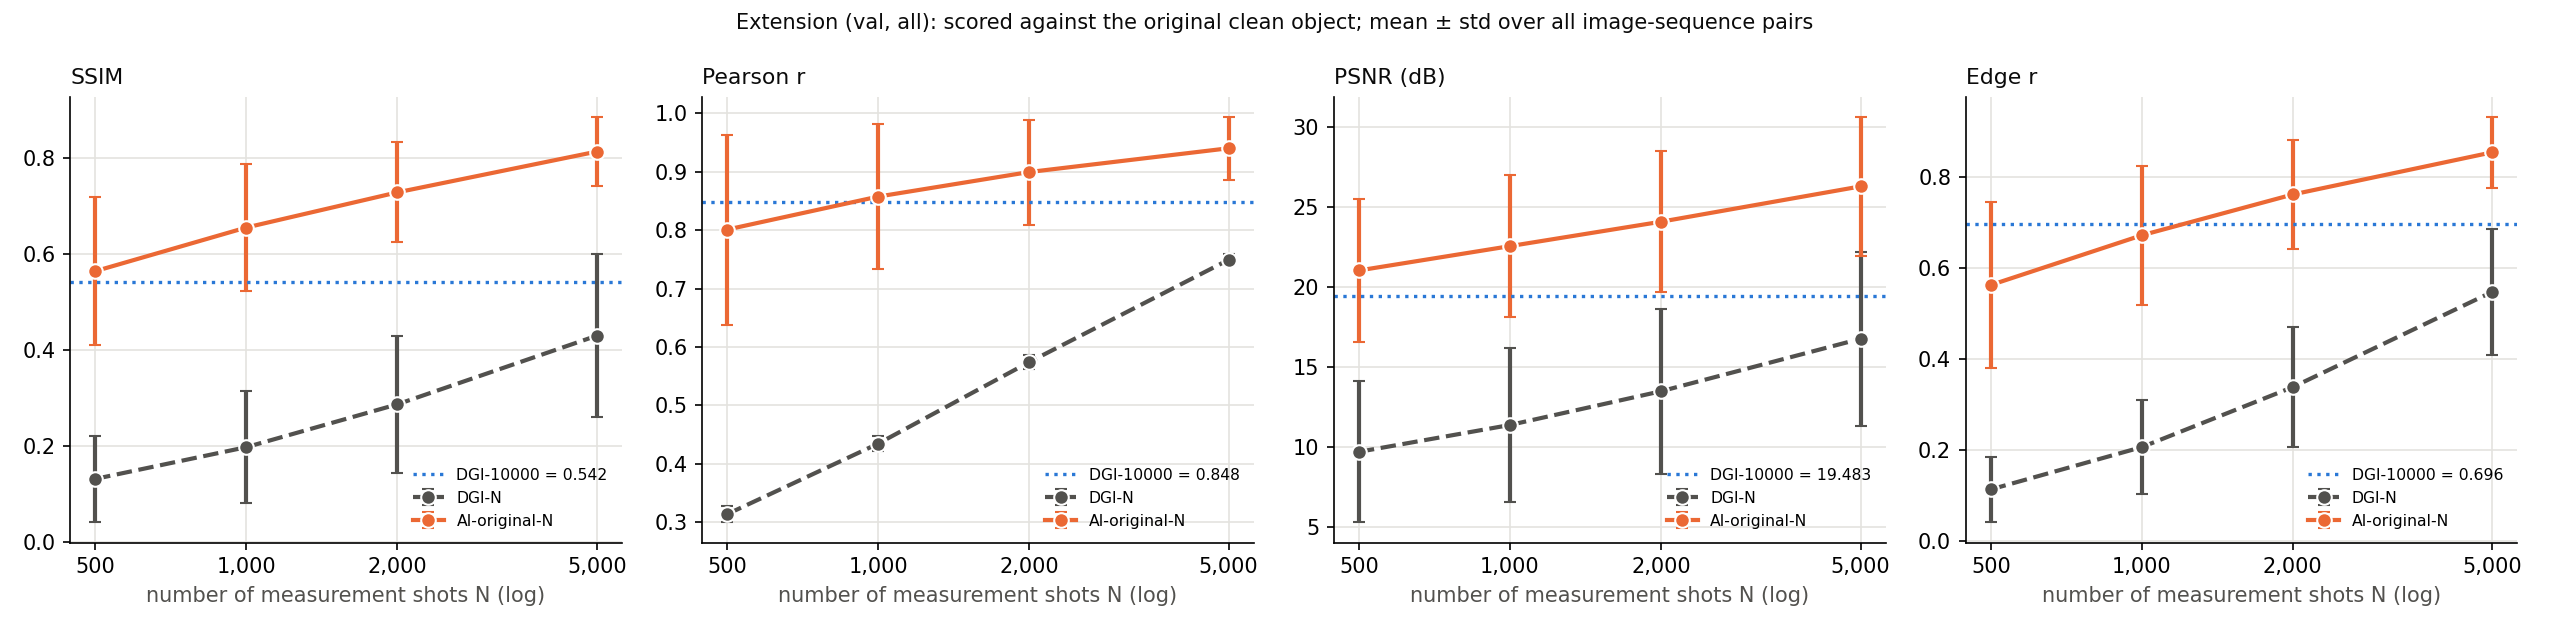 Extension (val, all): scored against the original clean object; mean ± std over all image-sequence pairs
SSIM
0.8
0.6
0.4
0.2
0.0
500
1,000
2,000
5,000
number of measurement shots N (log)
DGI-10000 = 0.542
DGI-N
AI-original-N
Pearson r
1.0
0.9
0.8
0.7
0.6
0.5
0.4
0.3
500
1,000
2,000
5,000
number of measurement shots N (log)
DGI-10000 = 0.848
DGI-N
AI-original-N
PSNR (dB)
30
25
20
15
10
5
500
1,000
2,000
5,000
number of measurement shots N (log)
DGI-10000 = 19.483
DGI-N
AI-original-N
Edge r
0.8
0.6
0.4
0.2
0.0
500
1,000
2,000
5,000
number of measurement shots N (log)
DGI-10000 = 0.696
DGI-N
AI-original-N